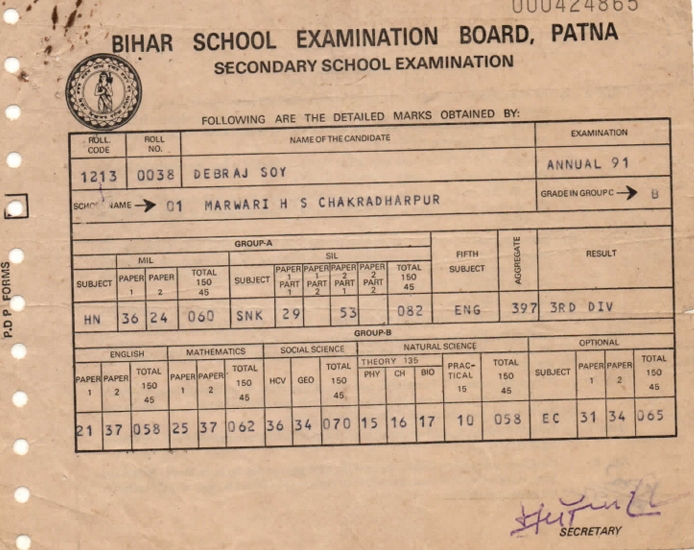 000424865
BIHAR SCHOOL EXAMINATION BOARD, PATNA
SECONDARY SCHOOL EXAMINATION
FOLLOWING ARE THE DETAILED MARKS OBTAINED BY:
ROLL CODE ROLL NO. NAME OF THE CANDIDATE EXAMINATION
1213 0038 DEBRAJ SOY ANNUAL 91
SCHOOL NAME → 01 MARWARI H S CHAKRADHARPUR GRADE IN GROUP C → B
GROUP-A FIFTH SUBJECT AGGREGATE RESULT
MIL SIL
SUBJECT PAPER 1 PAPER 2 TOTAL 150 45 SUBJECT PAPER 1 PART 1 PAPER 1 PART 2 PAPER 2 PART 1 PAPER 2 PART 2 TOTAL 150 45
HN 36 24 060 SNK 29 53 082 ENG 397 3RD DIV
GROUP-B
ENGLISH MATHEMATICS SOCIAL SCIENCE NATURAL SCIENCE OPTIONAL
PAPER 1 PAPER 2 TOTAL 150 45 PAPER 1 PAPER 2 TOTAL 150 45 HCV GEO TOTAL 150 45 THEORY 135 PHY CH BIO PRAC-TICAL 15 TOTAL 150 45 SUBJECT PAPER 1 PAPER 2 TOTAL 150 45
21 37 058 25 37 062 36 34 070 15 16 17 10 058 EC 31 34 065
SECRETARY
P.D.P. FORMS